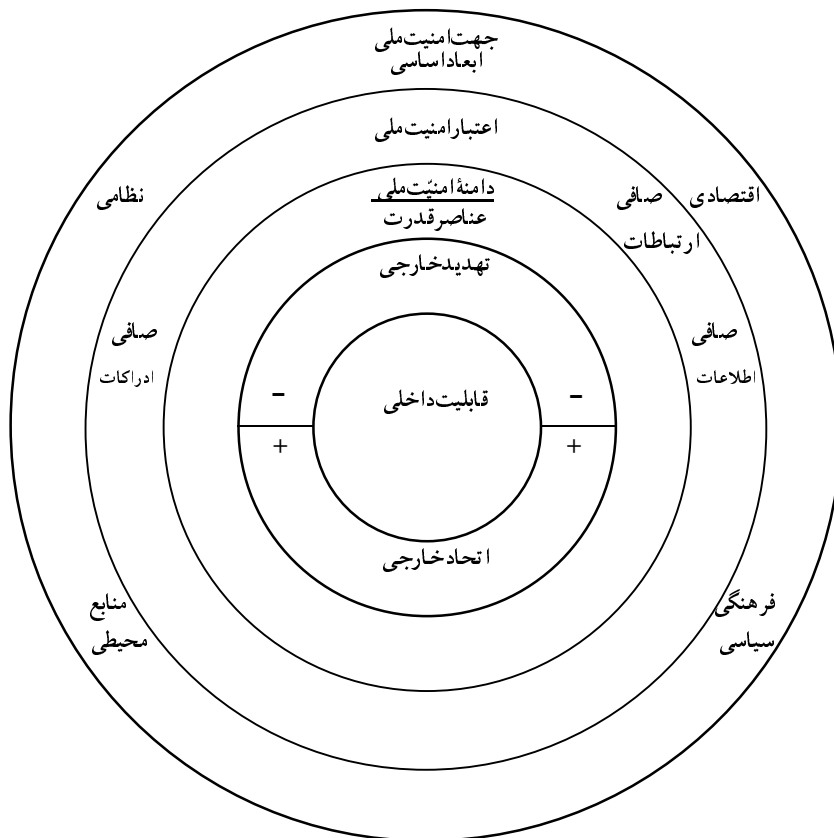 جهت امنیت ملی
ابعاد اساسی
اعتبار امنیت ملی
دامنۀ امنیّت ملی
عناصر قدرت
تهدید خارجی
اقتصادی
صافی
ارتباطات
نظامی
صافی
اطلاعات
صافی
ادراکات
قابلیت داخلی
–
+
–
+
اتحاد خارجی
فرهنگی
سیاسی
منابع
محیطی